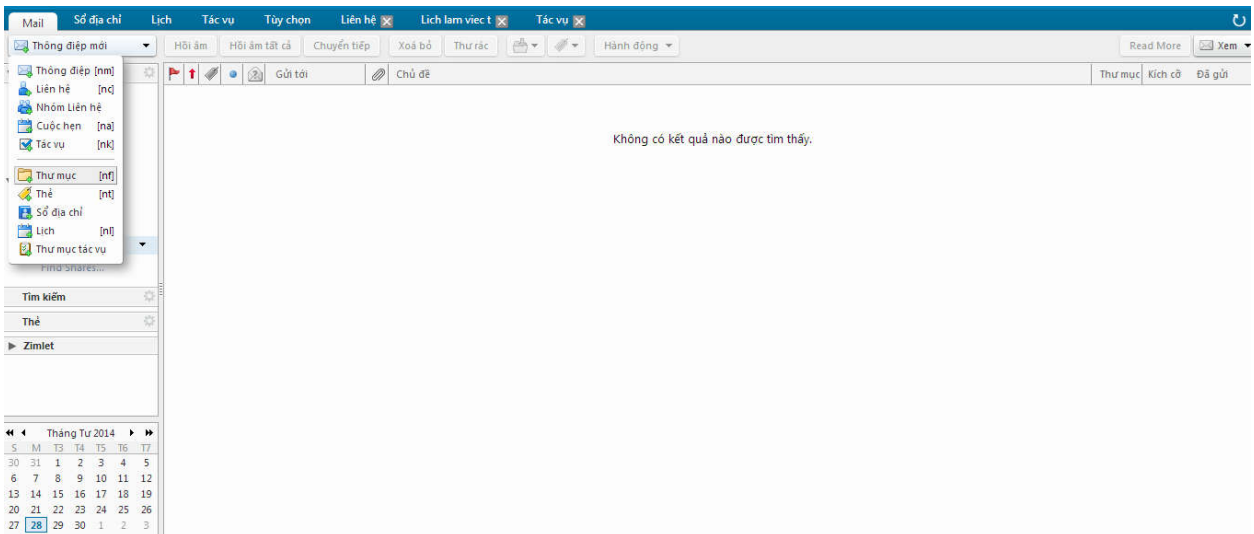 Mail Sổ địa chỉ Lịch Tác vụ Tùy chọn Liên hệ Lich lam viec t Tác vụ
Thông điệp mới Hồi âm Hồi âm tất cả Chuyển tiếp Xoá bỏ Thư rác Hành động Read More Xem
Gửi tới Chủ đề Thư mục Kích cỡ Đã gửi
Thông điệp [nm]
Liên hệ [nc]
Nhóm Liên hệ
Cuộc hẹn [na]
Tác vụ [nk]
Không có kết quả nào được tìm thấy.
Thư mục [nf]
Thẻ [nt]
Sổ địa chỉ
Lịch [nl]
Thư mục tác vụ
Find Shares...
Tìm kiếm
Thẻ
Zimlet
Tháng Tư 2014
S M T3 T4 T5 T6 T7
30 31 1 2 3 4 5
6 7 8 9 10 11 12
13 14 15 16 17 18 19
20 21 22 23 24 25 26
27 28 29 30 1 2 3